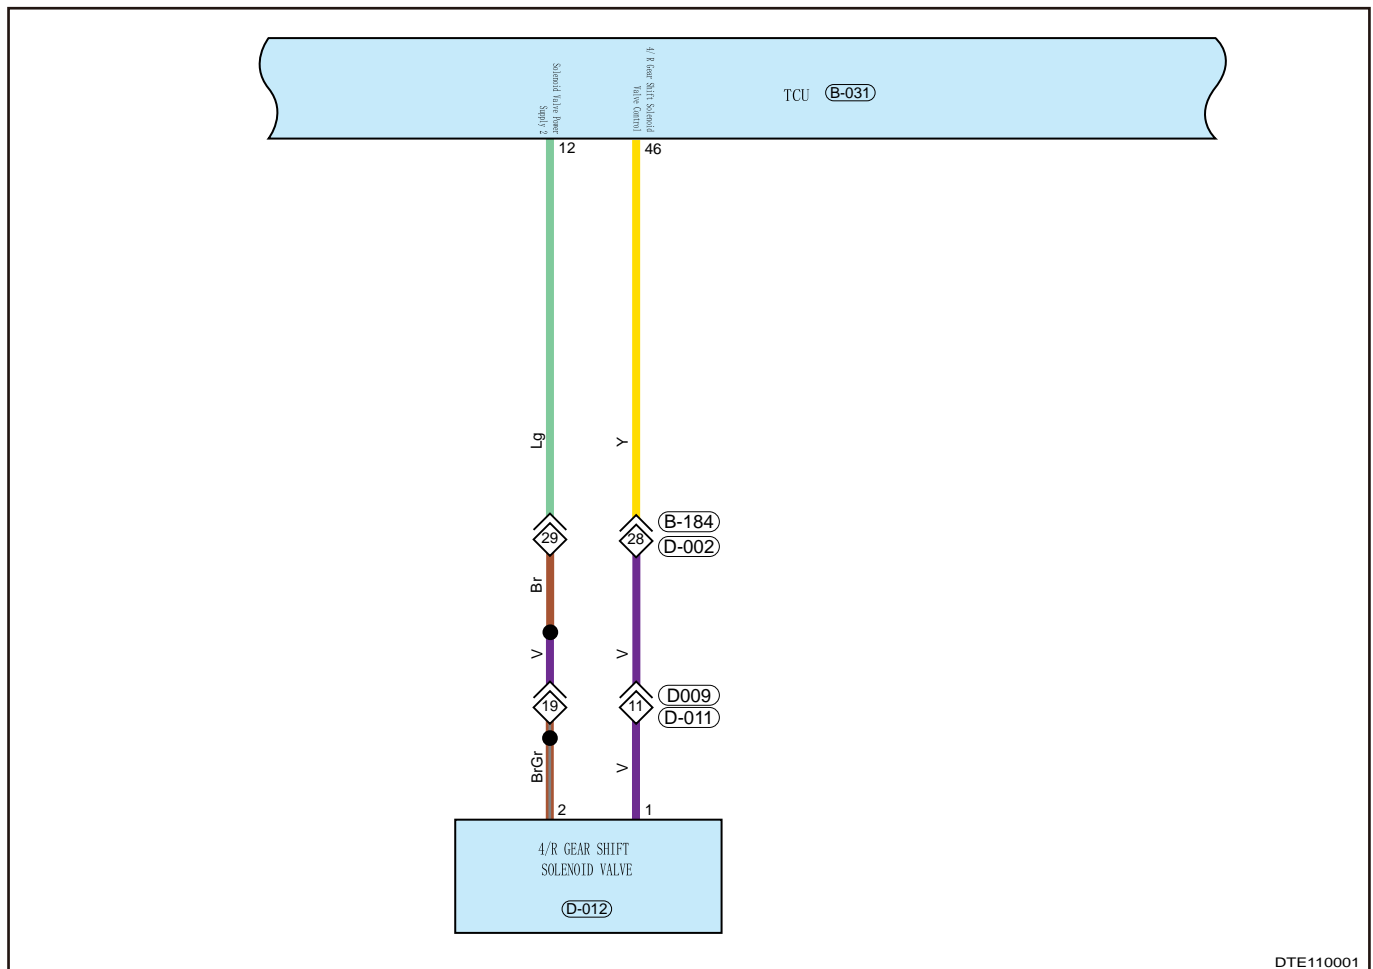 Solenoid Valve Power
Supply 2
4/ R Gear Shift Solenoid
Valve Control
TCU B-031
12
46
Lg
Y
29
28
B-184
D-002
Br
V
V
19
11
D009
D-011
BrGr
V
2
1
4/R GEAR SHIFT
SOLENOID VALVE
D-012
DTE110001